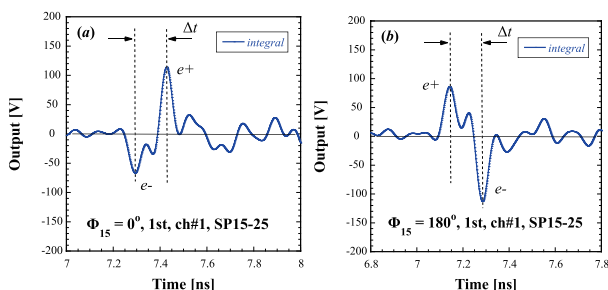 (a)
Δt
integral
e+
e-
Φ15 = 0°, 1st, ch#1, SP15-25
Output [V]
200
150
100
50
0
-50
-100
-150
-200
7
7.2
7.4
7.6
7.8
8
Time [ns]
(b)
Δt
integral
e+
e-
Φ15 = 180°, 1st, ch#1, SP15-25
Output [V]
200
150
100
50
0
-50
-100
-150
-200
6.8
7
7.2
7.4
7.6
7.8
Time [ns]